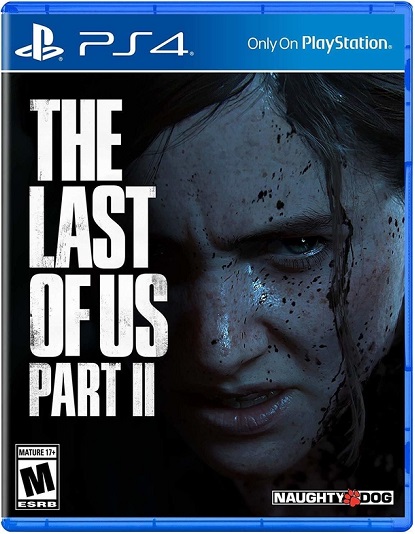 PS4
Only On PlayStation®
THE
LAST
OF US
PART II
MATURE 17+
M
ESRB
NAUGHTY DOG